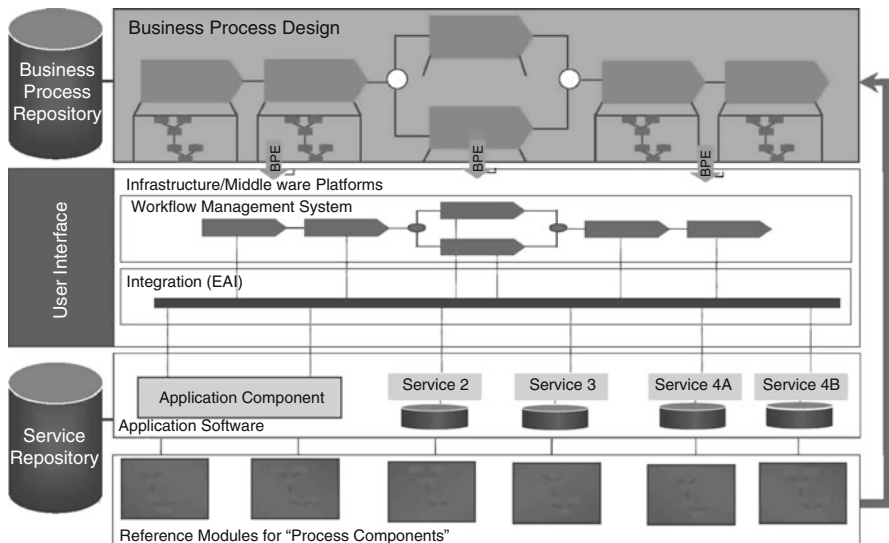 Business Process Design
Business
Process
Repository
BPE
BPE
BPE
Infrastructure/Middle ware Platforms
Workflow Management System
User Interface
Integration (EAI)
Application Component
Service 2
Service 3
Service 4A
Service 4B
Application Software
Service
Repository
Reference Modules for “Process Components”